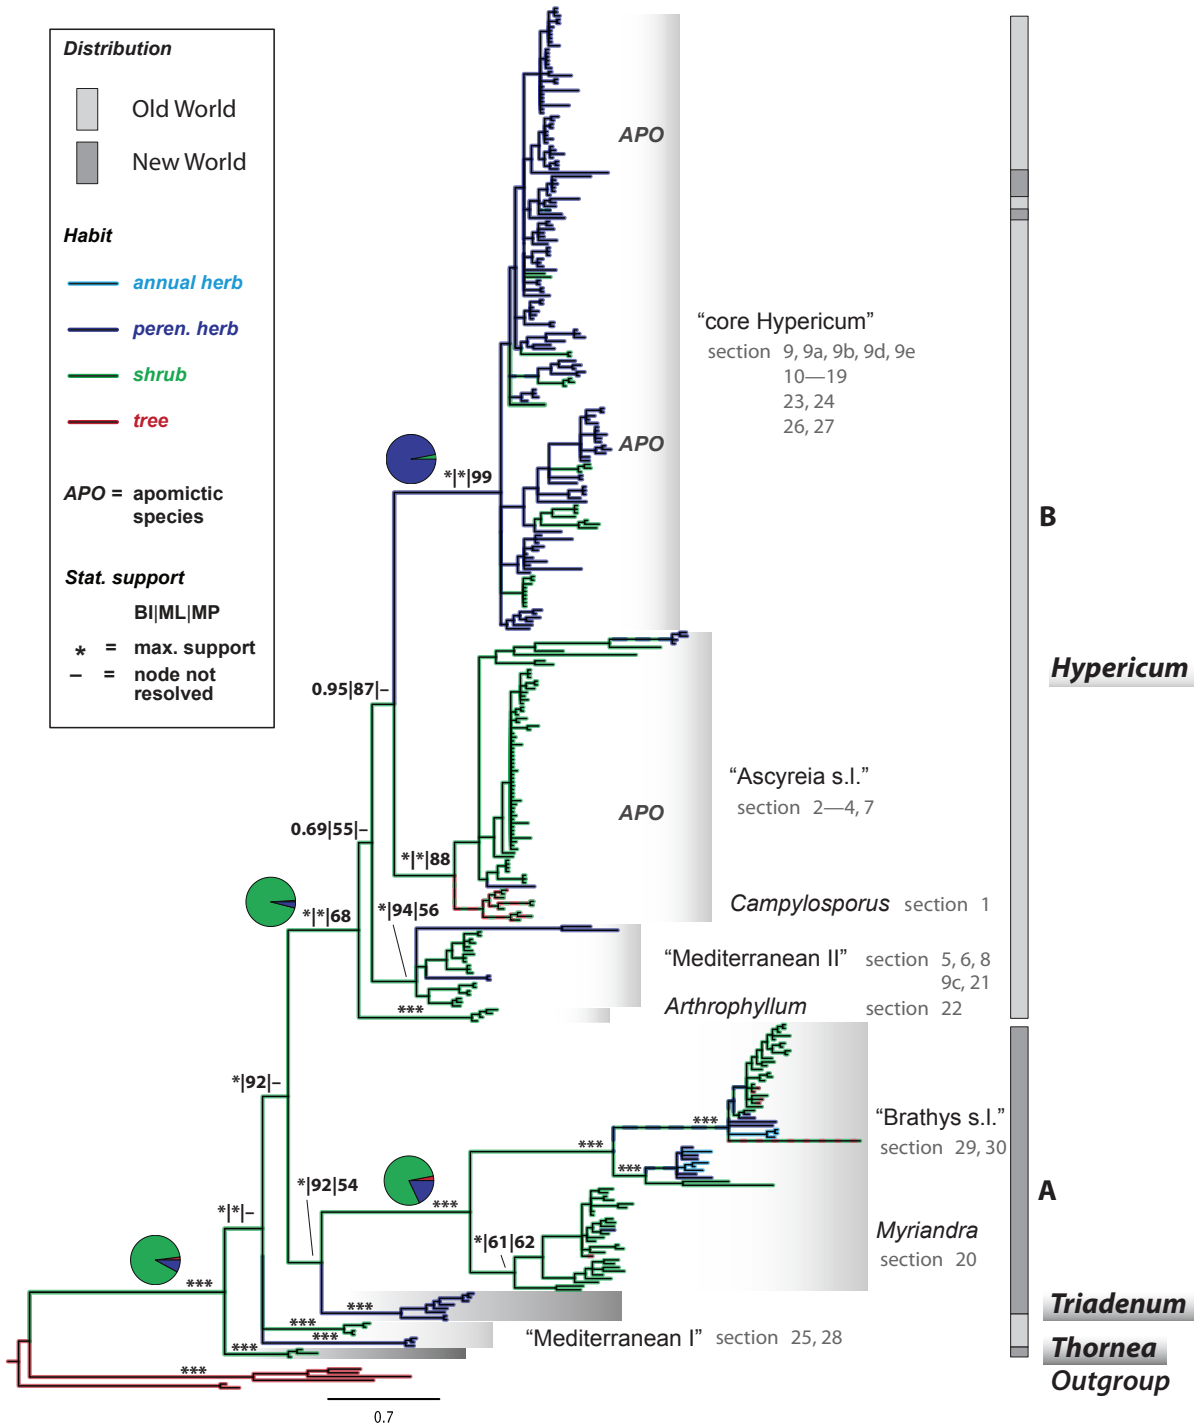 Distribution
Old World
New World
Habit
annual herb
peren. herb
shrub
tree
APO = apomictic
species
Stat. support
BI|ML|MP
* = max. support
– = node not
resolved
APO
"core Hypericum"
section 9, 9a, 9b, 9d, 9e
10—19
23, 24
26, 27
APO
*|*|99
B
Hypericum
0.95|87|–
"Ascyreia s.l."
section 2—4, 7
APO
0.69|55|–
*|*|88
Campylosporus section 1
*|*|68
*|94|56
"Mediterranean II" section 5, 6, 8
9c, 21
Arthrophyllum section 22
***
*|92|–
***
"Brathys s.l."
section 29, 30
***
***
*|92|54
A
***
*|*|–
*|61|62
Myriandra
section 20
***
***
Triadenum
***
***
"Mediterranean I" section 25, 28
***
Thornea
***
Outgroup
0.7